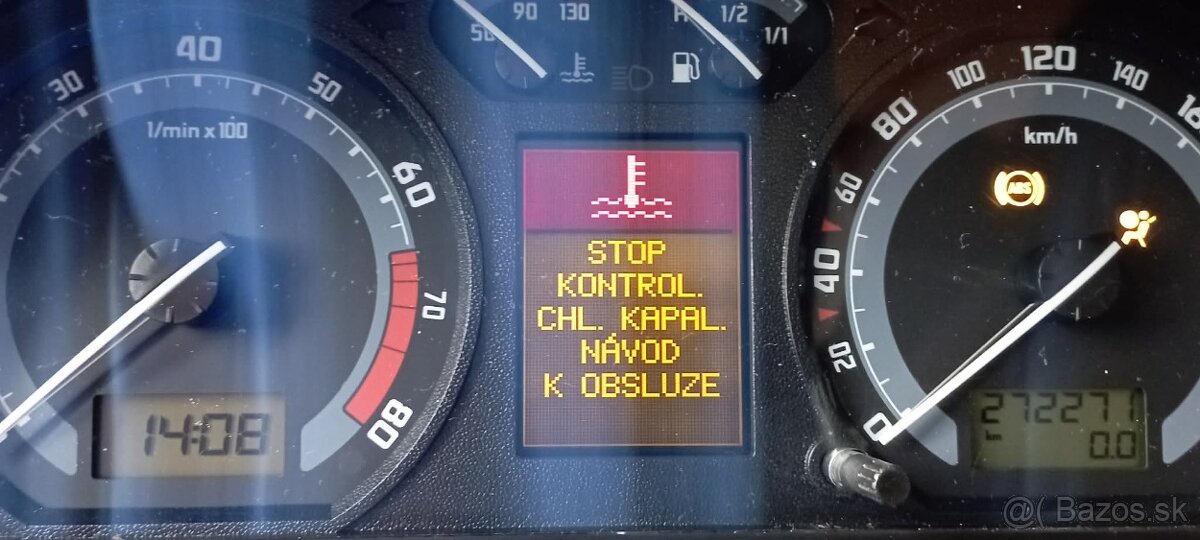 50 90 130
1/2 1/1
30 40 50 60 70 80
1/min x 100
14:08
STOP
KONTROL.
CHL. KAPAL.
NÁVOD
K OBSLUZE
0 20 40 60 80 100 120 140
km/h
ABS
272271
km
0.0
@( Bazos.sk